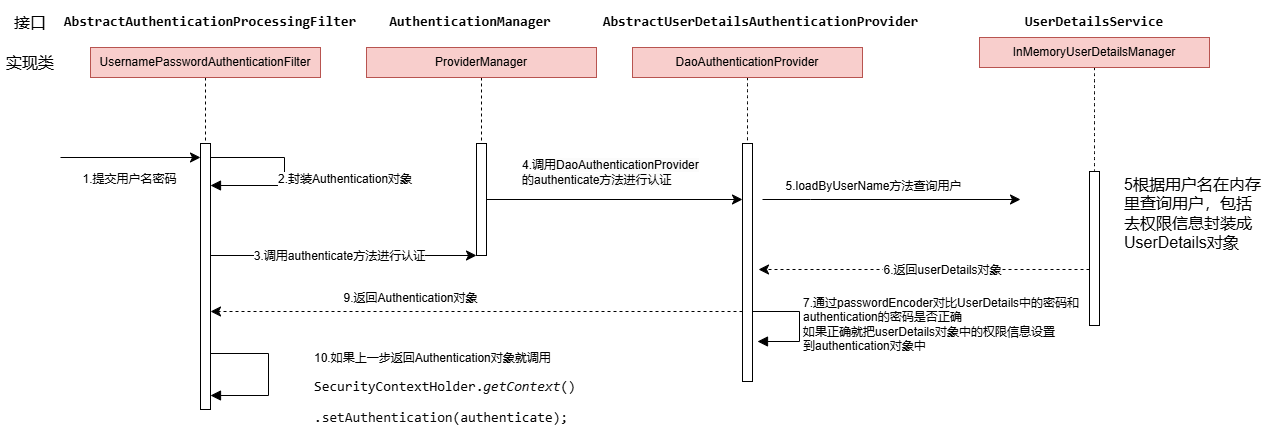 接口
AbstractAuthenticationProcessingFilter
AuthenticationManager
AbstractUserDetailsAuthenticationProvider
UserDetailsService
实现类
UsernamePasswordAuthenticationFilter
ProviderManager
DaoAuthenticationProvider
InMemoryUserDetailsManager
1.提交用户名密码
2.封装Authentication对象
3.调用authenticate方法进行认证
4.调用DaoAuthenticationProvider
的authenticate方法进行认证
5.loadByUserName方法查询用户
5根据用户名在内存
里查询用户，包括
去权限信息封装成
UserDetails对象
6.返回userDetails对象
7.通过passwordEncoder对比UserDetails中的密码和
authentication的密码是否正确
如果正确就把userDetails对象中的权限信息设置
到authentication对象中
9.返回Authentication对象
10.如果上一步返回Authentication对象就调用
SecurityContextHolder.getContext()
.setAuthentication(authenticate);